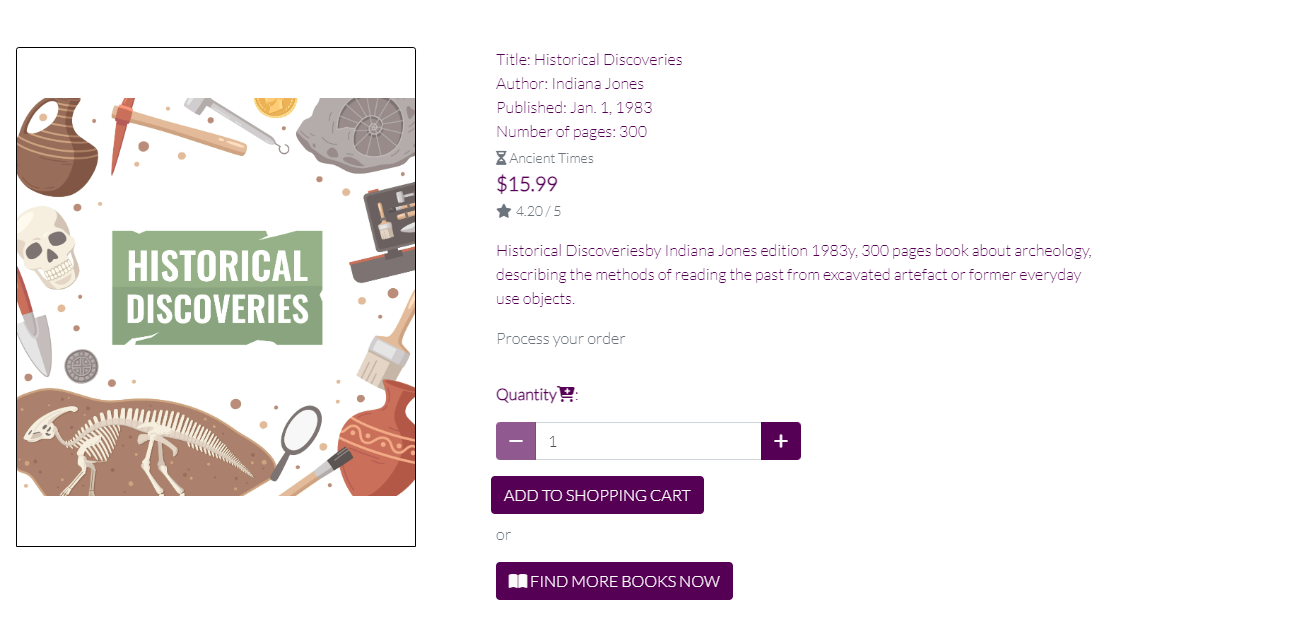 HISTORICAL
DISCOVERIES
Title: Historical Discoveries
Author: Indiana Jones
Published: Jan. 1, 1983
Number of pages: 300
Ancient Times
$15.99
4.20 / 5
Historical Discoveriesby Indiana Jones edition 1983y, 300 pages book about archeology,
describing the methods of reading the past from excavated artefact or former everyday
use objects.
Process your order
Quantity:
1
ADD TO SHOPPING CART
or
FIND MORE BOOKS NOW